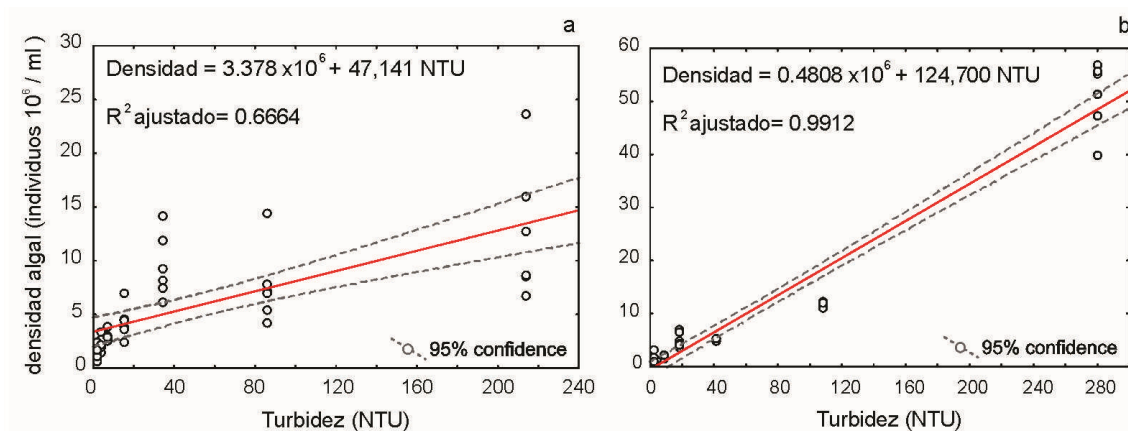 a
30
25
20
15
10
5
0
Densidad = 3.378 x10⁶ + 47,141 NTU
R² ajustado= 0.6664
95% confidence
0 40 80 120 160 200 240
Turbidez (NTU)
densidad algal (individuos 10⁶ / ml)
b
60
50
40
30
20
10
0
Densidad = 0.4808 x10⁶ + 124,700 NTU
R² ajustado= 0.9912
95% confidence
0 40 80 120 160 200 240 280
Turbidez (NTU)